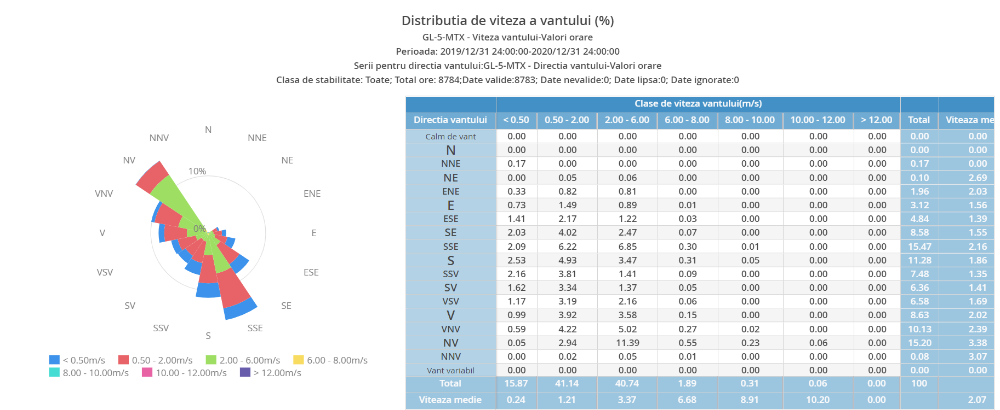 Distributia de viteza a vantului (%)
GL-5-MTX - Viteza vantului-Valori orare
Perioada: 2019/12/31 24:00:00-2020/12/31 24:00:00
Serii pentru directia vantului:GL-5-MTX - Directia vantului-Valori orare
Clasa de stabilitate: Toate; Total ore: 8784;Date valide:8783; Date nevalide:0; Date lipsa:0; Date ignorate:0
N
NNV NNE
NV NE
10%
VNV ENE
0%
V E
VSV ESE
SV SE
SSV SSE
S
< 0.50m/s 0.50 - 2.00m/s 2.00 - 6.00m/s 6.00 - 8.00m/s
8.00 - 10.00m/s 10.00 - 12.00m/s > 12.00m/s
Clase de viteza vantului(m/s)
Directia vantului < 0.50 0.50 - 2.00 2.00 - 6.00 6.00 - 8.00 8.00 - 10.00 10.00 - 12.00 > 12.00 Total Viteaza me
Calm de vant 0.00 0.00 0.00 0.00 0.00 0.00 0.00 0.00 0.00
N 0.00 0.00 0.00 0.00 0.00 0.00 0.00 0.00 0.00
NNE 0.17 0.00 0.00 0.00 0.00 0.00 0.00 0.17 0.00
NE 0.00 0.05 0.06 0.00 0.00 0.00 0.00 0.10 2.69
ENE 0.33 0.82 0.81 0.00 0.00 0.00 0.00 1.96 2.03
E 0.73 1.49 0.89 0.01 0.00 0.00 0.00 3.12 1.56
ESE 1.41 2.17 1.22 0.03 0.00 0.00 0.00 4.84 1.39
SE 2.03 4.02 2.47 0.07 0.00 0.00 0.00 8.58 1.55
SSE 2.09 6.22 6.85 0.30 0.01 0.00 0.00 15.47 2.16
S 2.53 4.93 3.47 0.31 0.05 0.00 0.00 11.28 1.86
SSV 2.16 3.81 1.41 0.09 0.00 0.00 0.00 7.48 1.35
SV 1.62 3.34 1.37 0.05 0.00 0.00 0.00 6.36 1.41
VSV 1.17 3.19 2.16 0.06 0.00 0.00 0.00 6.58 1.69
V 0.99 3.92 3.58 0.15 0.00 0.00 0.00 8.63 2.02
VNV 0.59 4.22 5.02 0.27 0.02 0.00 0.00 10.13 2.39
NV 0.05 2.94 11.39 0.55 0.23 0.06 0.00 15.20 3.38
NNV 0.00 0.02 0.05 0.01 0.00 0.00 0.00 0.08 3.07
Vant variabil 0.00 0.00 0.00 0.00 0.00 0.00 0.00 0.00 0.00
Total 15.87 41.14 40.74 1.89 0.31 0.06 0.00 100
Viteaza medie 0.24 1.21 3.37 6.68 8.91 10.20 0.00 2.07